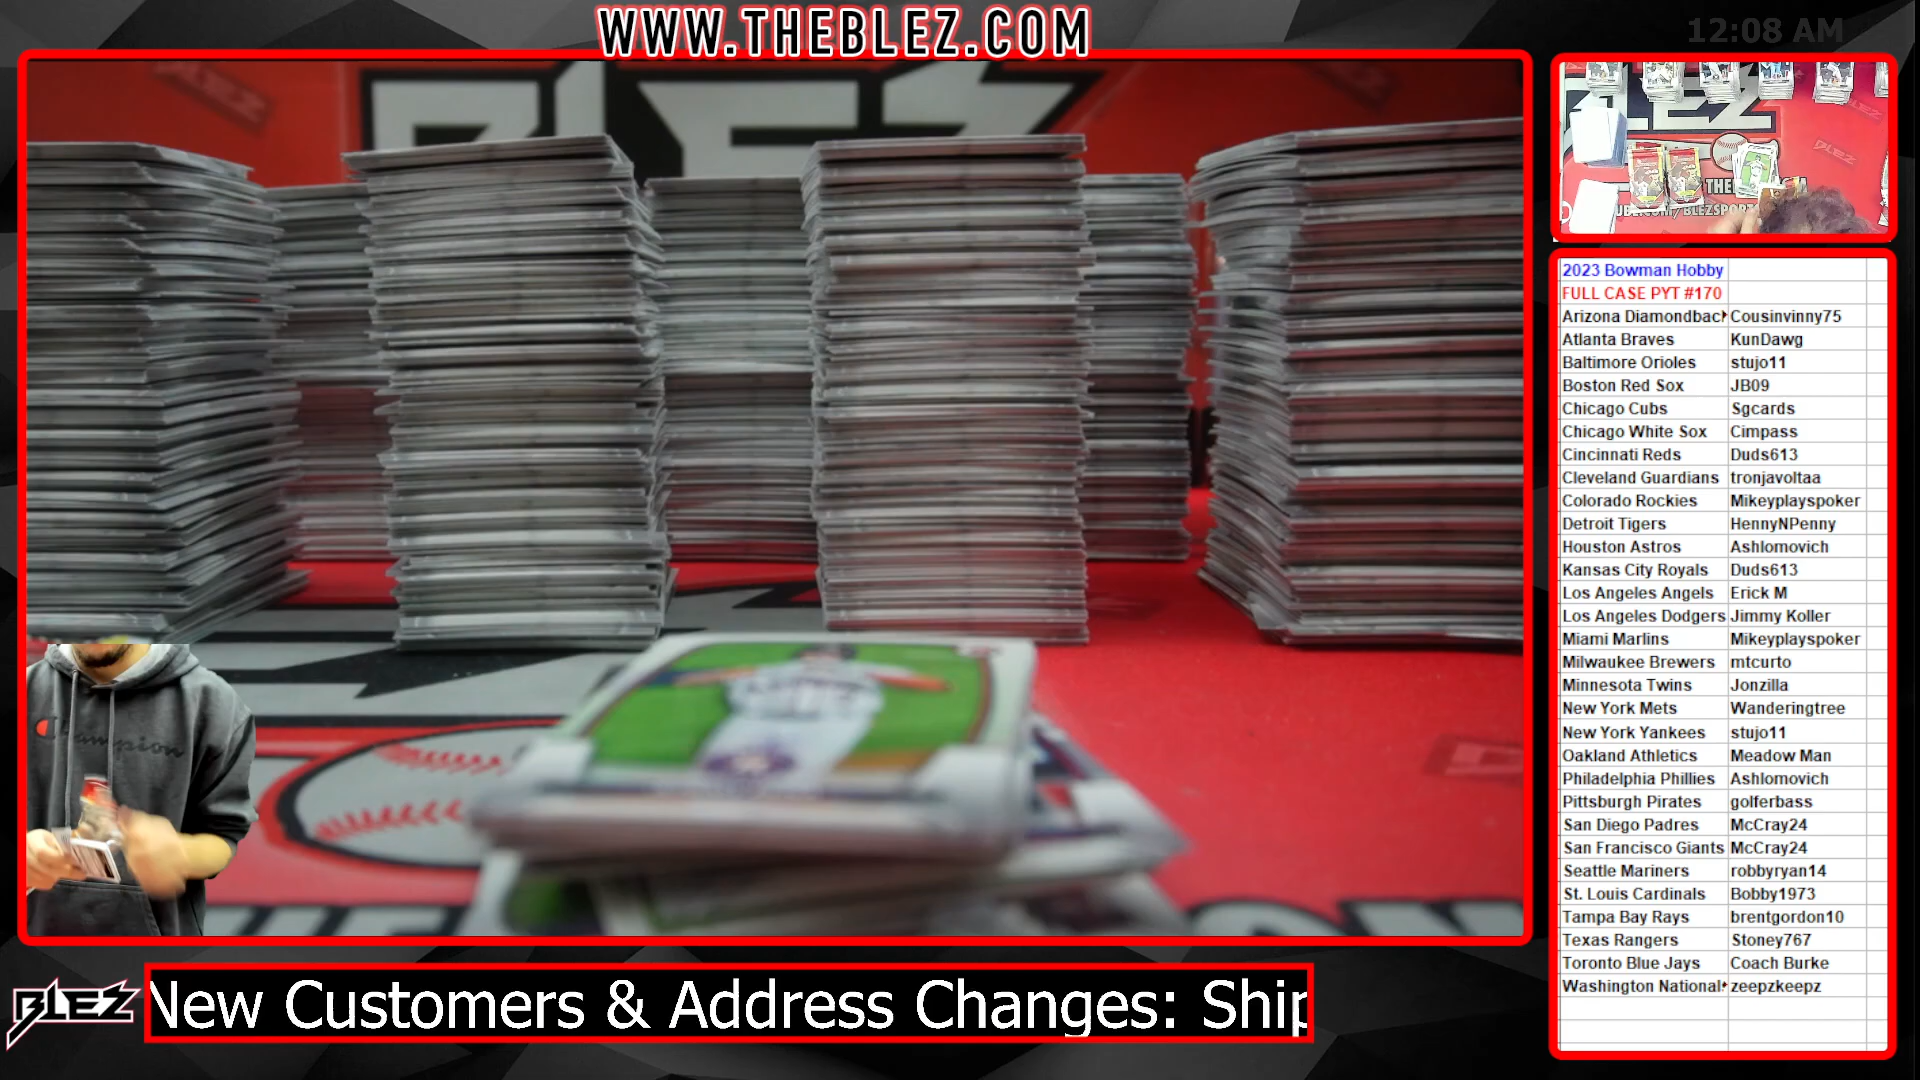 WWW.THEBLEZ.COM
12:08 AM
BLEZ
BLEZ
BLEZ
Champion
2023 Bowman Hobby
FULL CASE PYT #170
Arizona Diamondback Cousinvinny75
Atlanta Braves KunDawg
Baltimore Orioles stujo11
Boston Red Sox JB09
Chicago Cubs Sgcards
Chicago White Sox Cimpass
Cincinnati Reds Duds613
Cleveland Guardians tronjavoltaa
Colorado Rockies Mikeyplayspoker
Detroit Tigers HennyNPenny
Houston Astros Ashlomovich
Kansas City Royals Duds613
Los Angeles Angels Erick M
Los Angeles Dodgers Jimmy Koller
Miami Marlins Mikeyplayspoker
Milwaukee Brewers mtcurto
Minnesota Twins Jonzilla
New York Mets Wanderingtree
New York Yankees stujo11
Oakland Athletics Meadow Man
Philadelphia Phillies Ashlomovich
Pittsburgh Pirates golferbass
San Diego Padres McCray24
San Francisco Giants McCray24
Seattle Mariners robbyryan14
St. Louis Cardinals Bobby1973
Tampa Bay Rays brentgordon10
Texas Rangers Stoney767
Toronto Blue Jays Coach Burke
Washington National zeepzkeepz
BLEZ
New Customers & Address Changes: Ship